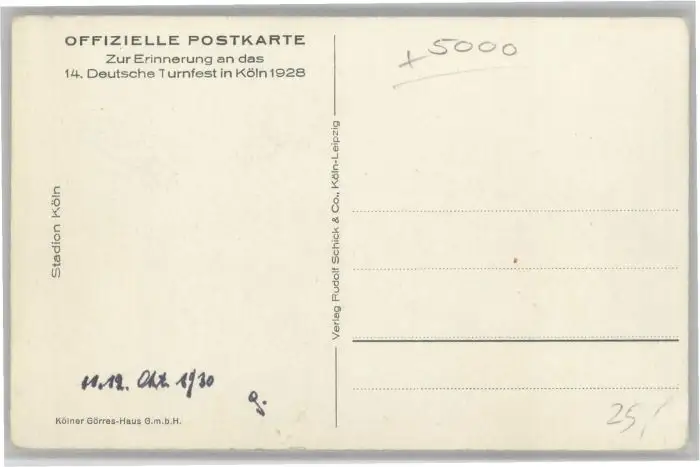 OFFIZIELLE POSTKARTE
Zur Erinnerung an das
14. Deutsche Turnfest in Köln 1928
Stadion Köln
11.12. Okt. 1930
g.
Kölner Görres-Haus G.m.b.H.
Verlag Rudolf Schick & Co., Köln-Leipzig
+5000
25,-